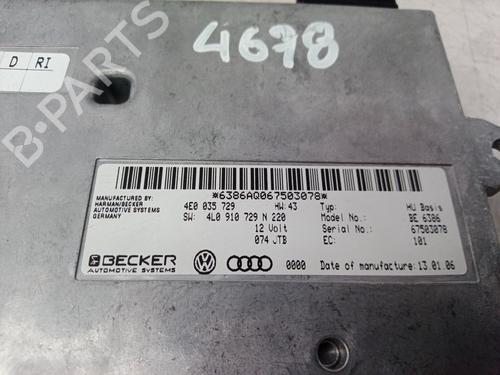 4678
D RI
B-PARTS
*6386AQ067503078*
MANUFACTURED BY:
HARMAN/BECKER
AUTOMOTIVE SYSTEMS
GERMANY
4E0 035 729 HW: 43 Typ: HU Basis
SW: 4L0 910 729 N 220 Model No.: BE 6386
12 Volt Serial No.: 67503078
074 JTB EC: 101
BECKER
AUTOMOTIVE SYSTEMS
0000 Date of manufacture: 13.01.06